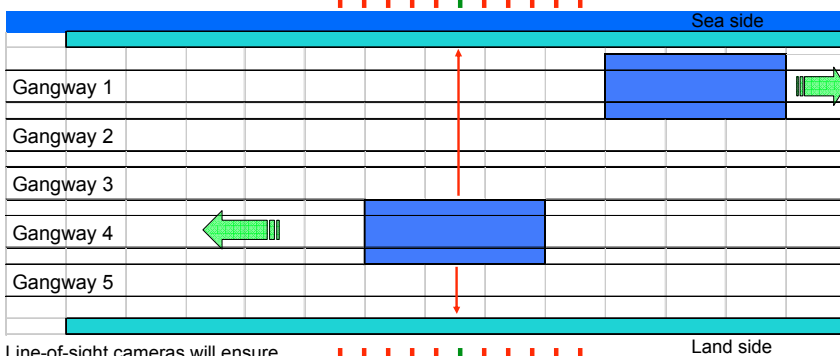 Sea side
Gangway 1
Gangway 2
Gangway 3
Gangway 4
Gangway 5
Line-of-sight cameras will ensure
Land side